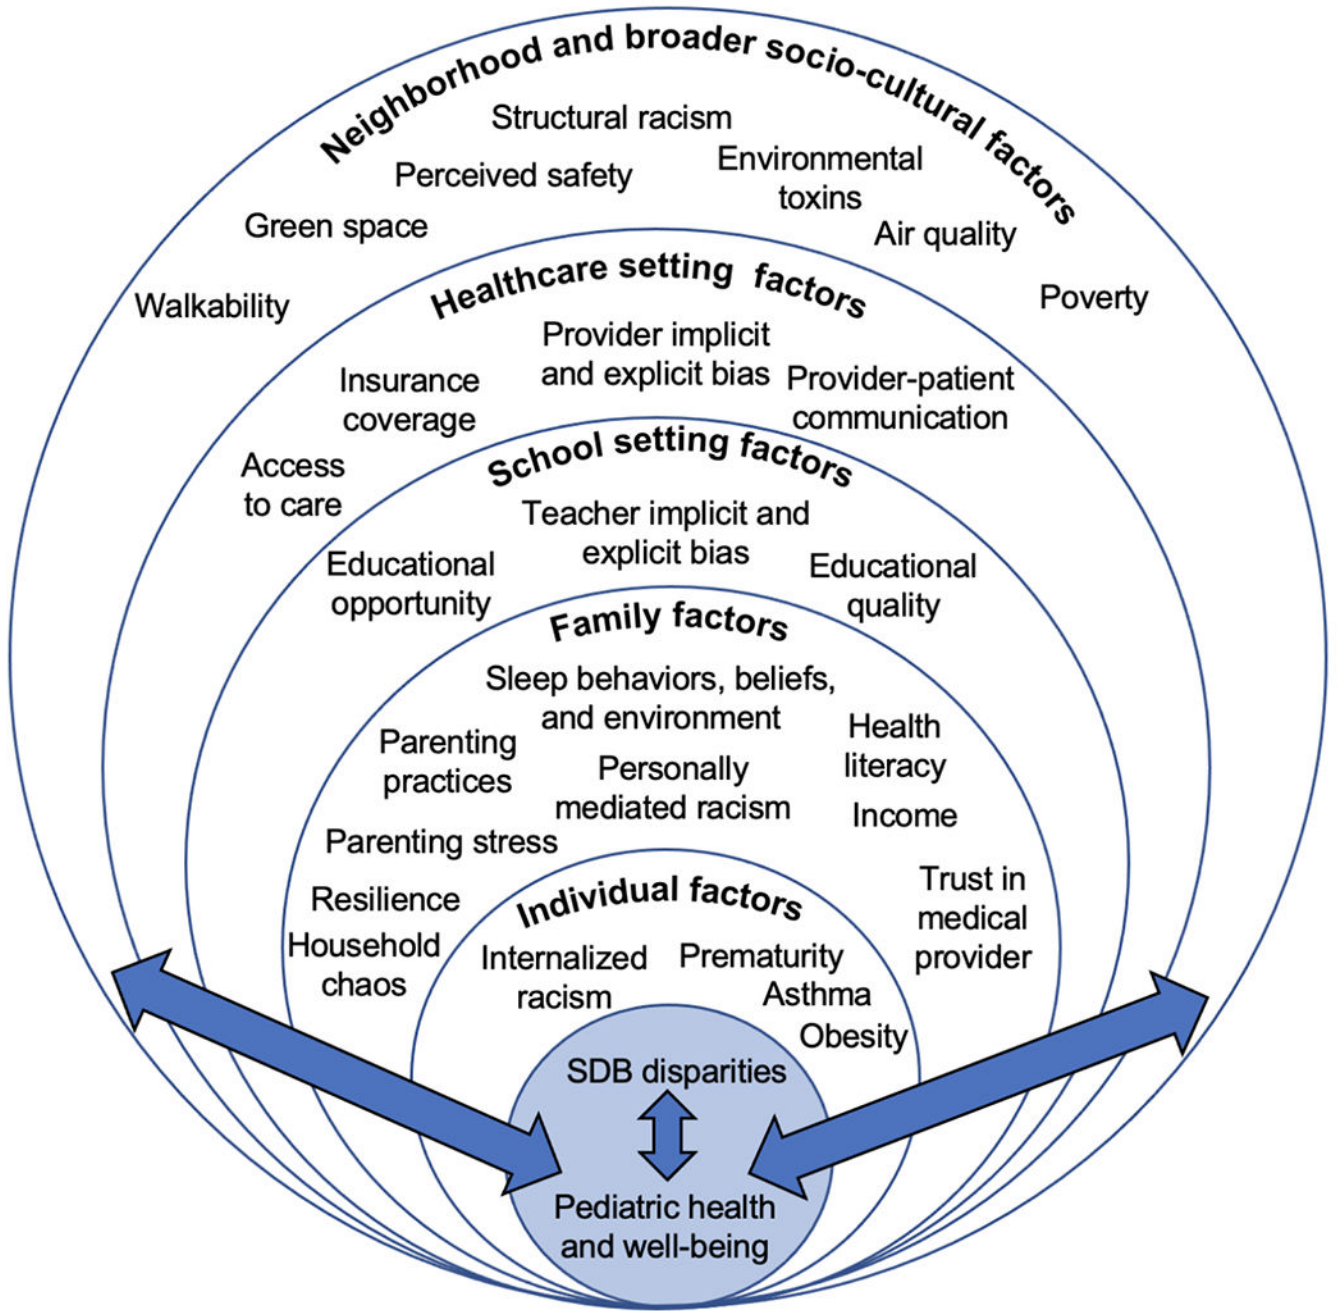 Neighborhood and broader socio-cultural factors
Structural racism
Environmental
toxins
Perceived safety
Green space
Air quality
Walkability
Poverty
Healthcare setting factors
Provider implicit
and explicit bias
Insurance
coverage
Provider-patient
communication
Access
to care
School setting factors
Teacher implicit and
explicit bias
Educational
opportunity
Educational
quality
Family factors
Sleep behaviors, beliefs,
and environment
Parenting
practices
Health
literacy
Personally
mediated racism
Income
Parenting stress
Resilience
Trust in
medical
provider
Household
chaos
Individual factors
Internalized
racism
Prematurity
Asthma
Obesity
SDB disparities
Pediatric health
and well-being